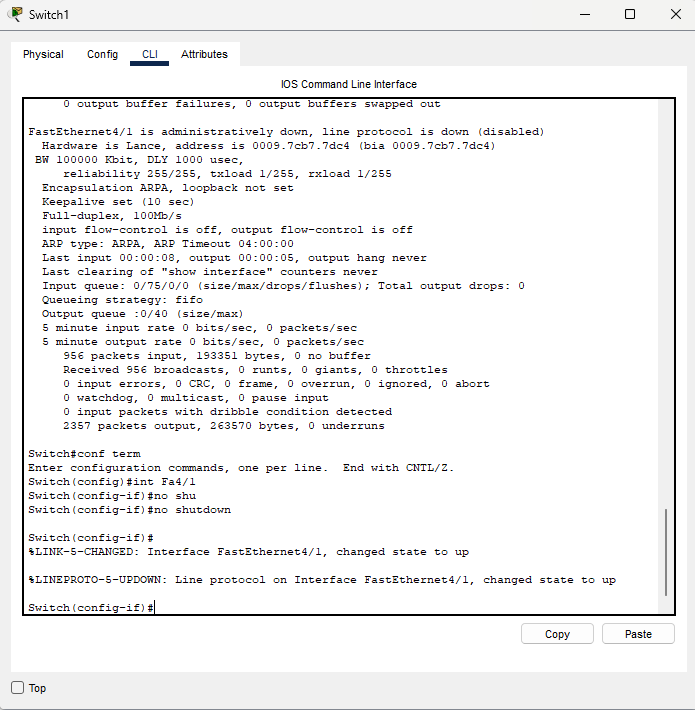 Switch1
Physical Config CLI Attributes
IOS Command Line Interface
0 output buffer failures, 0 output buffers swapped out
FastEthernet4/1 is administratively down, line protocol is down (disabled)
Hardware is Lance, address is 0009.7cb7.7dc4 (bia 0009.7cb7.7dc4)
BW 100000 Kbit, DLY 1000 usec,
reliability 255/255, txload 1/255, rxload 1/255
Encapsulation ARPA, loopback not set
Keepalive set (10 sec)
Full-duplex, 100Mb/s
input flow-control is off, output flow-control is off
ARP type: ARPA, ARP Timeout 04:00:00
Last input 00:00:08, output 00:00:05, output hang never
Last clearing of "show interface" counters never
Input queue: 0/75/0/0 (size/max/drops/flushes); Total output drops: 0
Queueing strategy: fifo
Output queue :0/40 (size/max)
5 minute input rate 0 bits/sec, 0 packets/sec
5 minute output rate 0 bits/sec, 0 packets/sec
956 packets input, 193351 bytes, 0 no buffer
Received 956 broadcasts, 0 runts, 0 giants, 0 throttles
0 input errors, 0 CRC, 0 frame, 0 overrun, 0 ignored, 0 abort
0 watchdog, 0 multicast, 0 pause input
0 input packets with dribble condition detected
2357 packets output, 263570 bytes, 0 underruns
Switch#conf term
Enter configuration commands, one per line. End with CNTL/Z.
Switch(config)#int Fa4/1
Switch(config-if)#no shu
Switch(config-if)#no shutdown
Switch(config-if)#
%LINK-5-CHANGED: Interface FastEthernet4/1, changed state to up
%LINEPROTO-5-UPDOWN: Line protocol on Interface FastEthernet4/1, changed state to up
Switch(config-if)#
Copy Paste
Top